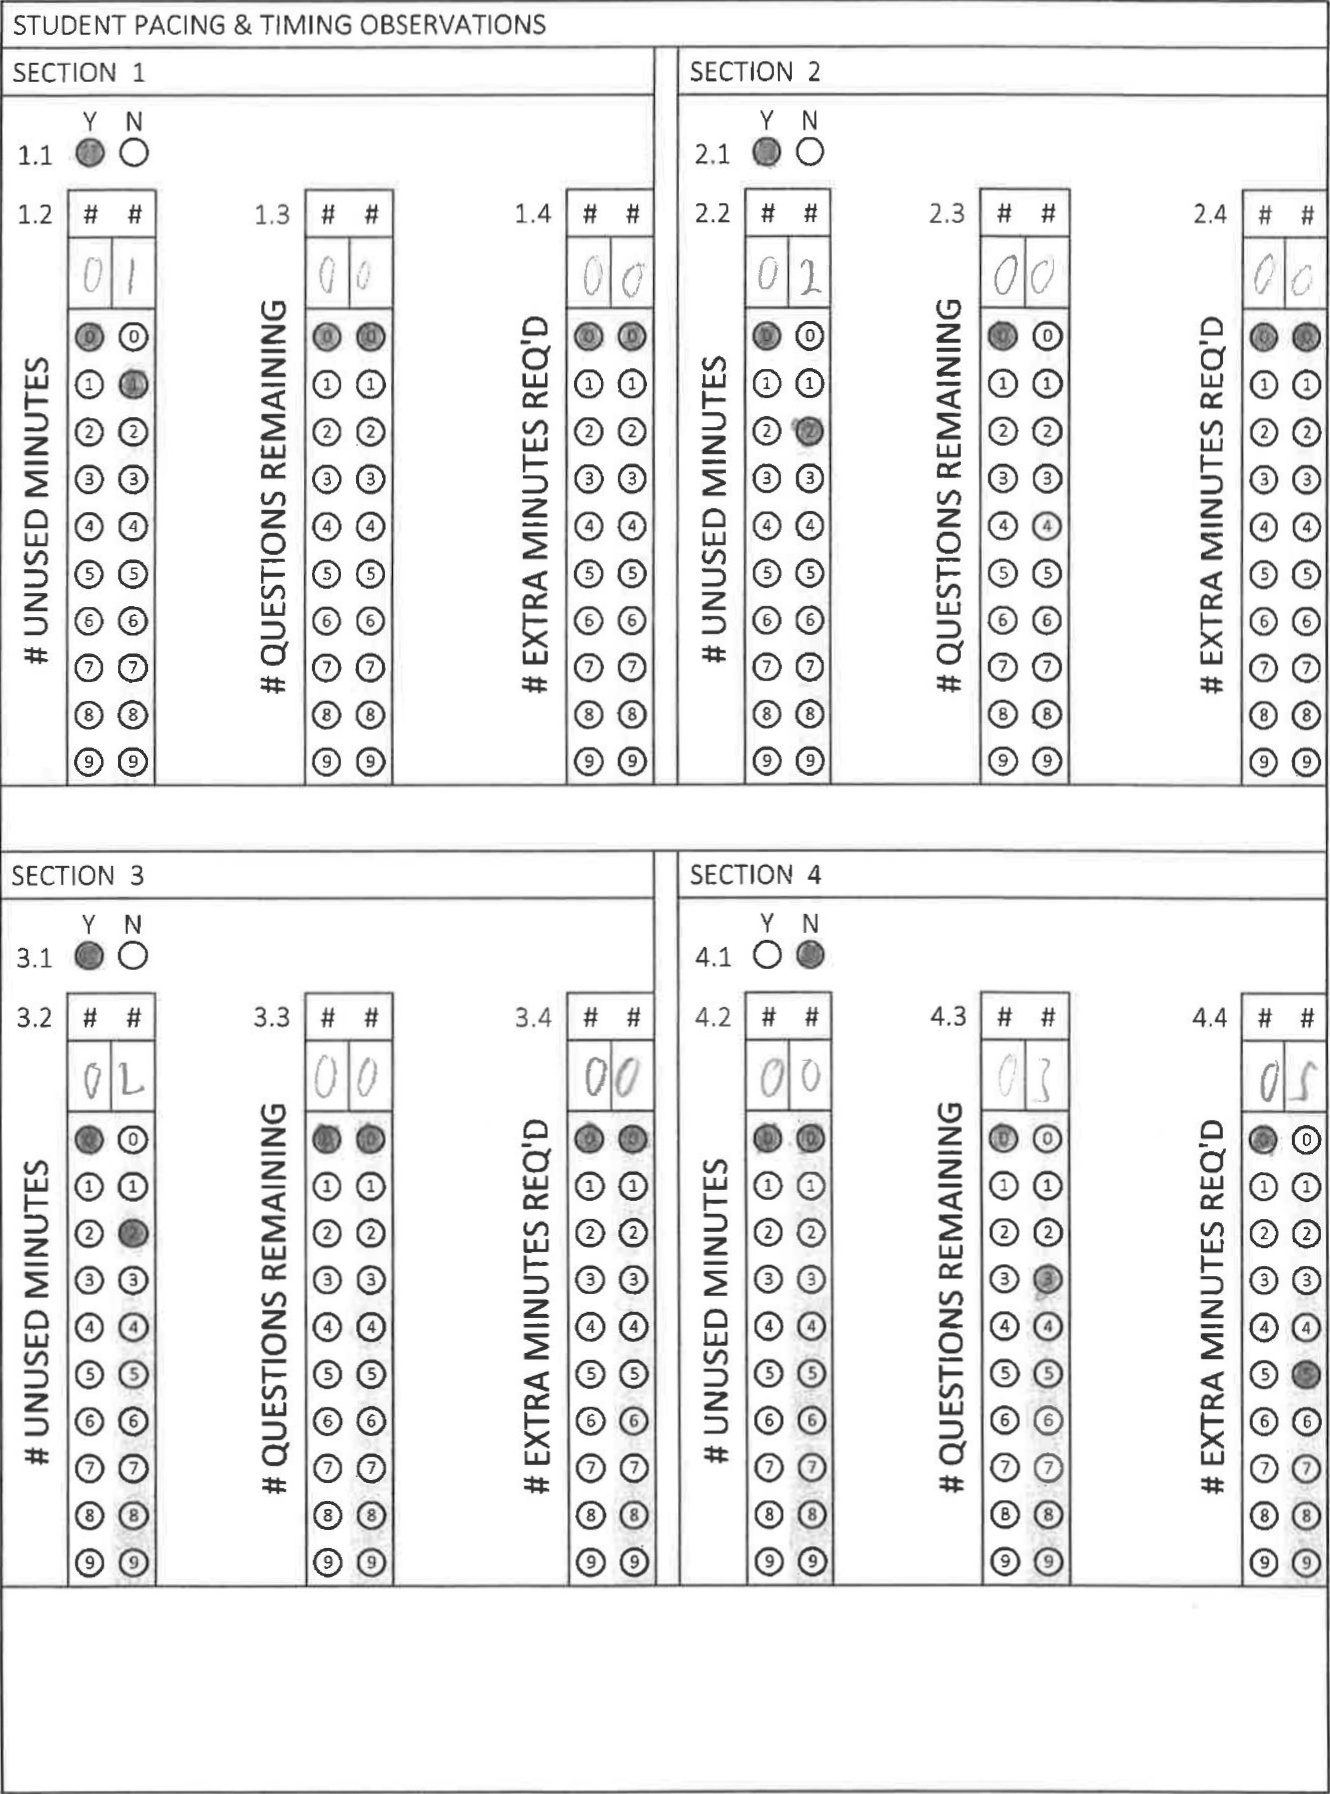 STUDENT PACING & TIMING OBSERVATIONS
SECTION 1
Y N
1.1
1.2 # # 1.3 # # 1.4 # #
0 1 0 0 0 0
# UNUSED MINUTES
# QUESTIONS REMAINING
# EXTRA MINUTES REQ'D
0 0 0 0 0 0
1 1 1 1 1 1
2 2 2 2 2 2
3 3 3 3 3 3
4 4 4 4 4 4
5 5 5 5 5 5
6 6 6 6 6 6
7 7 7 7 7 7
8 8 8 8 8 8
9 9 9 9 9 9
SECTION 2
Y N
2.1
2.2 # # 2.3 # # 2.4 # #
0 2 0 0 0 0
# UNUSED MINUTES
# QUESTIONS REMAINING
# EXTRA MINUTES REQ'D
0 0 0 0 0 0
1 1 1 1 1 1
2 2 2 2 2 2
3 3 3 3 3 3
4 4 4 4 4 4
5 5 5 5 5 5
6 6 6 6 6 6
7 7 7 7 7 7
8 8 8 8 8 8
9 9 9 9 9 9
SECTION 3
Y N
3.1
3.2 # # 3.3 # # 3.4 # #
0 2 0 0 0 0
# UNUSED MINUTES
# QUESTIONS REMAINING
# EXTRA MINUTES REQ'D
0 0 0 0 0 0
1 1 1 1 1 1
2 2 2 2 2 2
3 3 3 3 3 3
4 4 4 4 4 4
5 5 5 5 5 5
6 6 6 6 6 6
7 7 7 7 7 7
8 8 8 8 8 8
9 9 9 9 9 9
SECTION 4
Y N
4.1
4.2 # # 4.3 # # 4.4 # #
0 0 0 3 0 5
# UNUSED MINUTES
# QUESTIONS REMAINING
# EXTRA MINUTES REQ'D
0 0 0 0 0 0
1 1 1 1 1 1
2 2 2 2 2 2
3 3 3 3 3 3
4 4 4 4 4 4
5 5 5 5 5 5
6 6 6 6 6 6
7 7 7 7 7 7
8 8 8 8 8 8
9 9 9 9 9 9